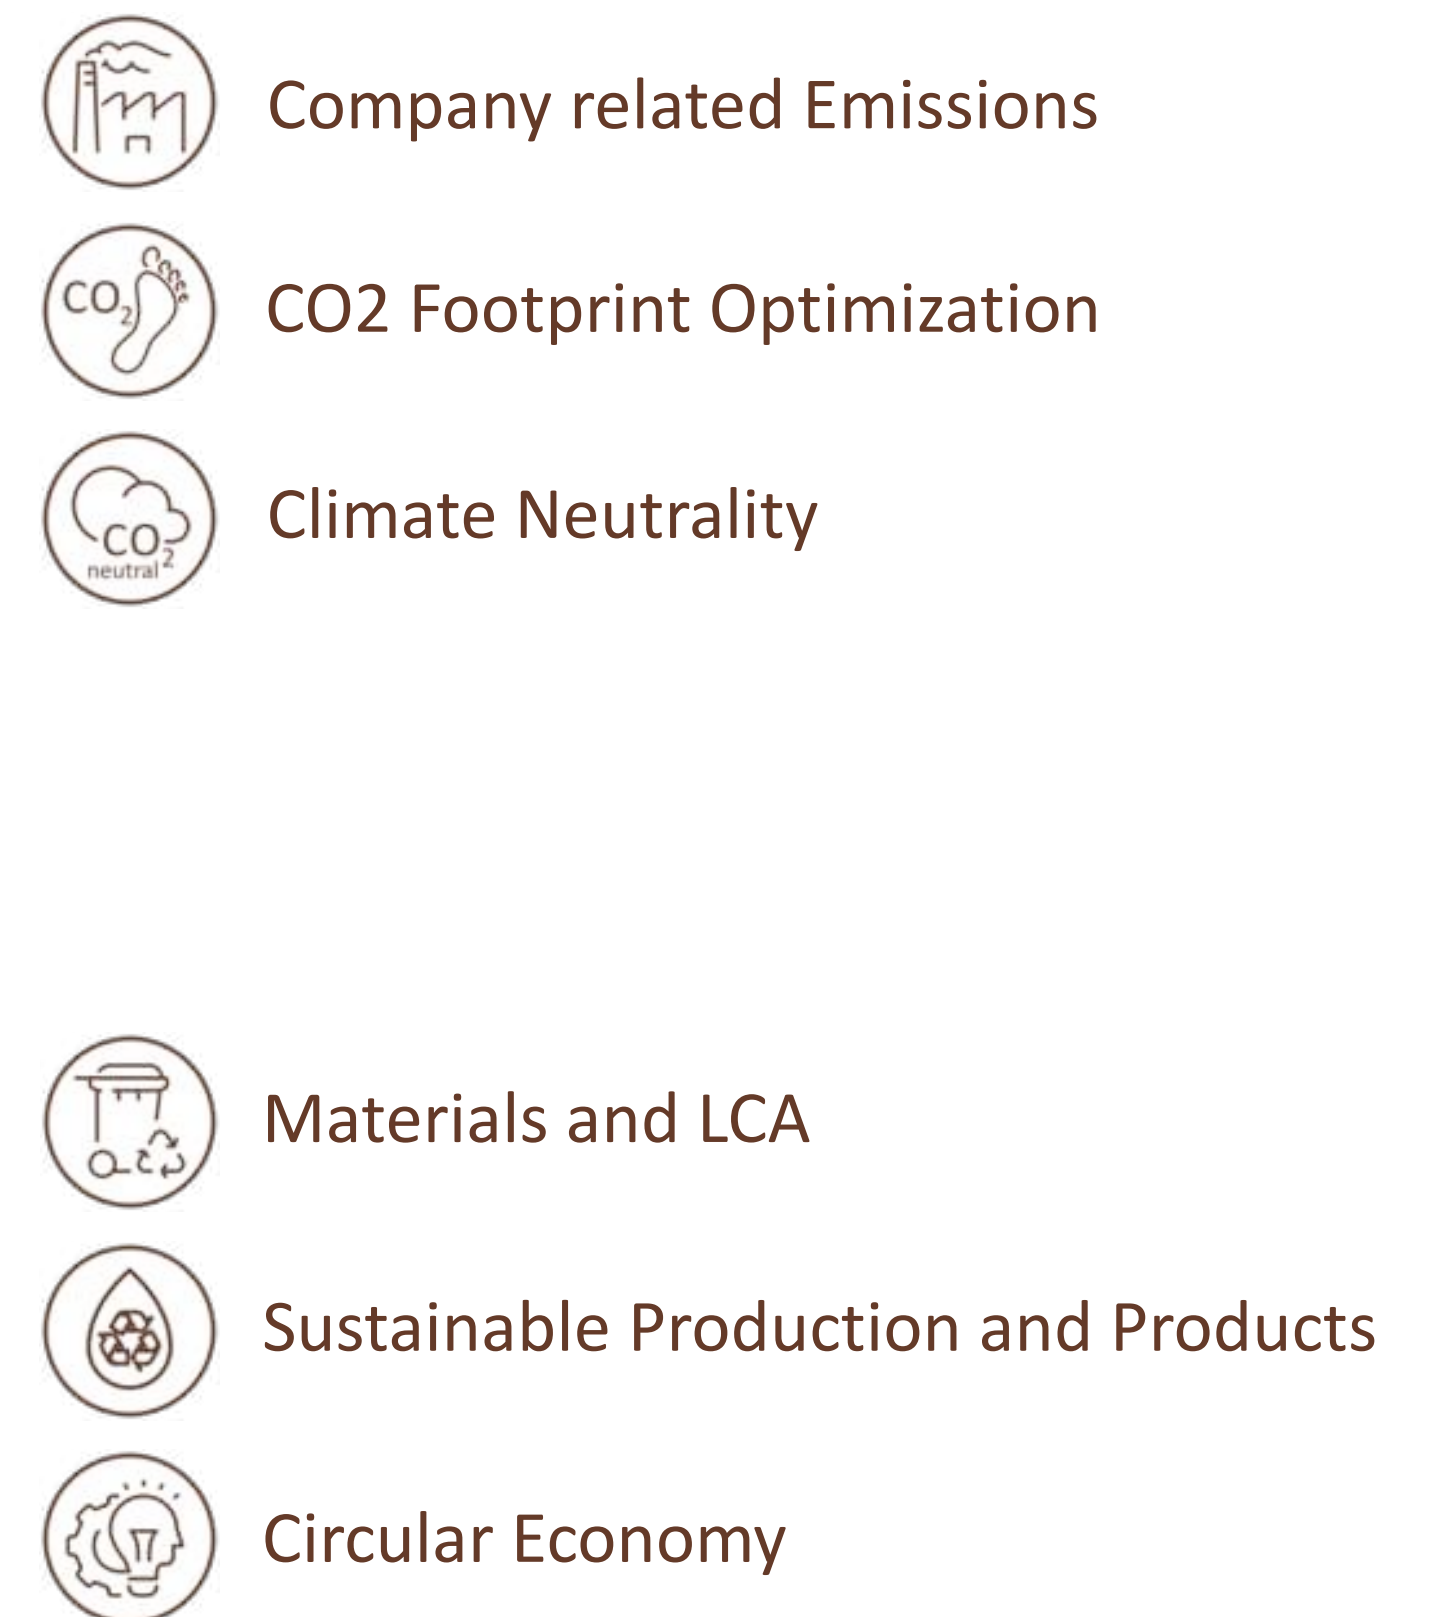 Company related Emissions
CO₂
CO2 Footprint Optimization
CO₂
neutral
Climate Neutrality
Materials and LCA
Sustainable Production and Products
Circular Economy